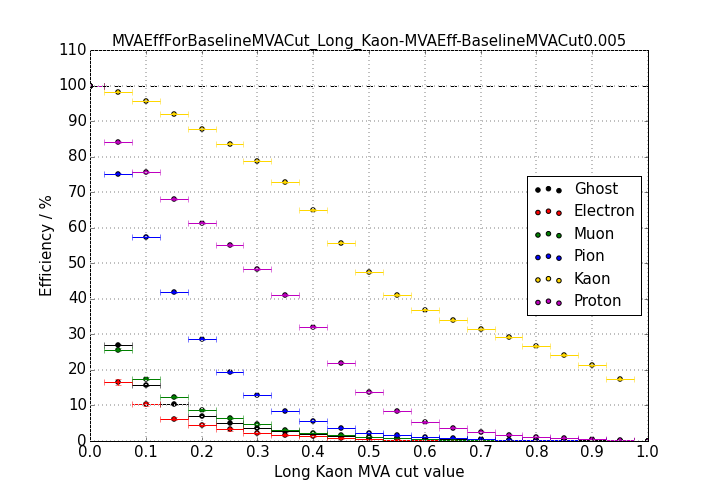 MVAEffForBaselineMVACut_Long_Kaon-MVAEff-BaselineMVACut0.005
110
100
90
80
70
60
50
40
30
20
10
0
Efficiency / %
Ghost
Electron
Muon
Pion
Kaon
Proton
0.0 0.1 0.2 0.3 0.4 0.5 0.6 0.7 0.8 0.9 1.0
Long Kaon MVA cut value